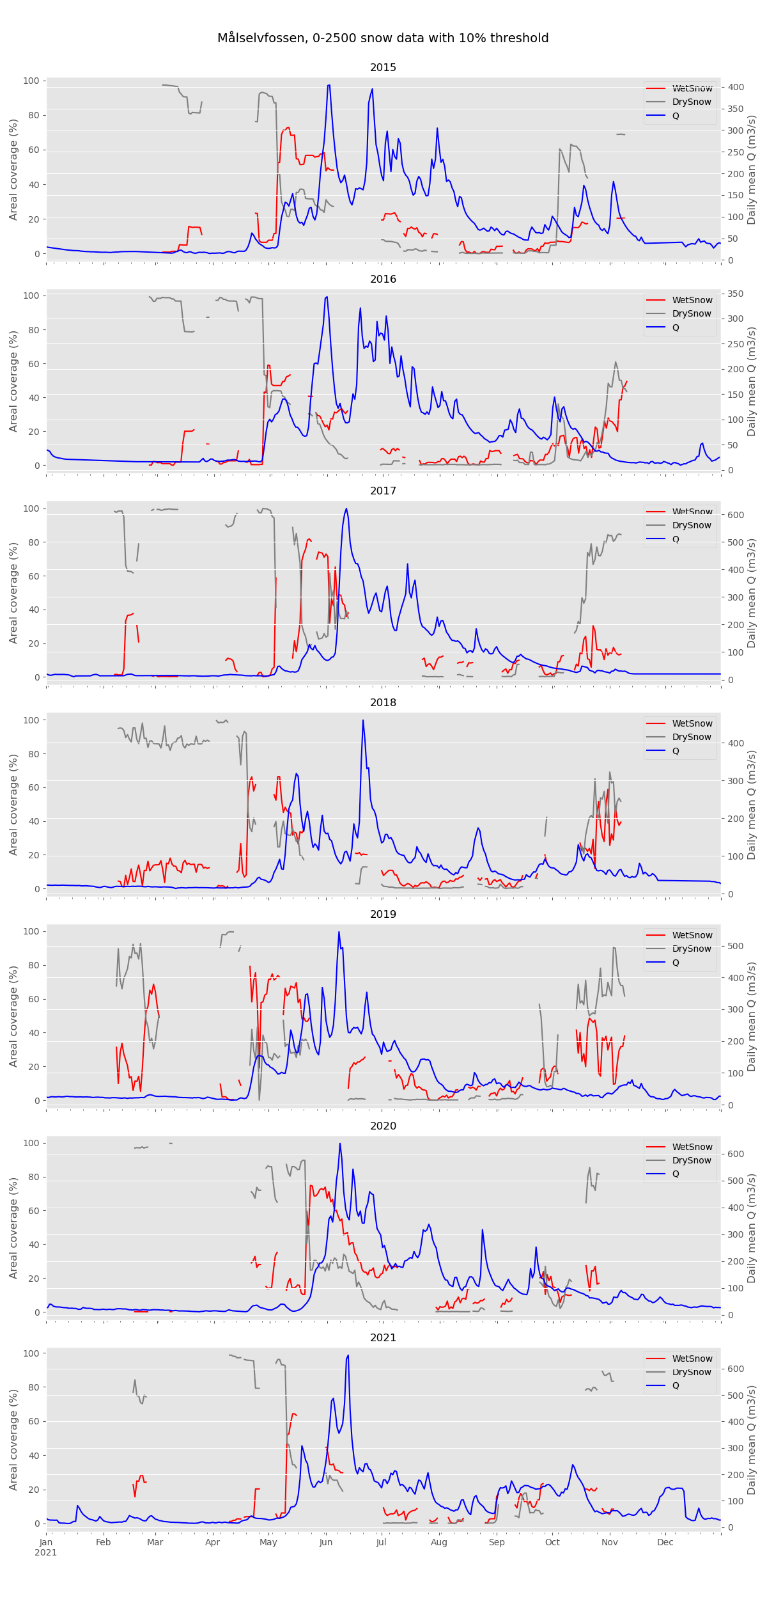 Målselvfossen, 0-2500 snow data with 10% threshold
2015
Areal coverage (%)
100
80
60
40
20
0
WetSnow
DrySnow
Q
400
350
300
250
200
150
100
50
0
Daily mean Q (m3/s)
2016
Areal coverage (%)
100
80
60
40
20
0
WetSnow
DrySnow
Q
350
300
250
200
150
100
50
0
Daily mean Q (m3/s)
2017
Areal coverage (%)
100
80
60
40
20
0
WetSnow
DrySnow
Q
600
500
400
300
200
100
0
Daily mean Q (m3/s)
2018
Areal coverage (%)
100
80
60
40
20
0
WetSnow
DrySnow
Q
400
300
200
100
0
Daily mean Q (m3/s)
2019
Areal coverage (%)
100
80
60
40
20
0
WetSnow
DrySnow
Q
500
400
300
200
100
0
Daily mean Q (m3/s)
2020
Areal coverage (%)
100
80
60
40
20
0
WetSnow
DrySnow
Q
600
500
400
300
200
100
0
Daily mean Q (m3/s)
2021
Areal coverage (%)
100
80
60
40
20
0
WetSnow
DrySnow
Q
600
500
400
300
200
100
0
Daily mean Q (m3/s)
Jan Feb Mar Apr May Jun Jul Aug Sep Oct Nov Dec
2021